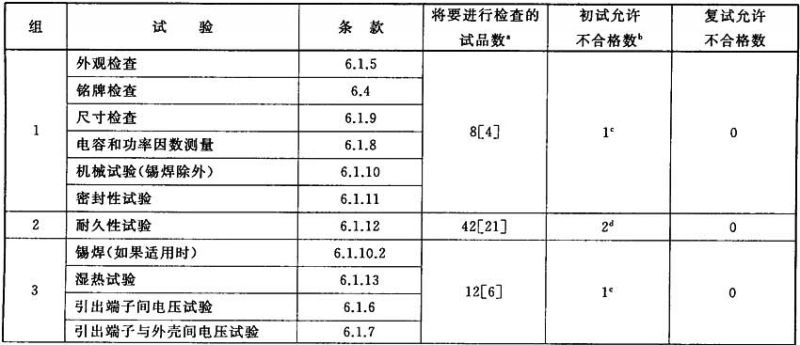 组 试 验 条 款 将要进行检查的试品数ᵃ 初试允许不合格数ᵇ 复试允许不合格数
1 外观检查 6.1.5 8[4] 1ᶜ 0
铭牌检查 6.4
尺寸检查 6.1.9
电容和功率因数测量 6.1.8
机械试验(锡焊除外) 6.1.10
密封性试验 6.1.11
2 耐久性试验 6.1.12 42[21] 2ᵈ 0
3 锡焊(如果适用时) 6.1.10.2 12[6] 1ᵉ 0
湿热试验 6.1.13
引出端子间电压试验 6.1.6
引出端子与外壳间电压试验 6.1.7